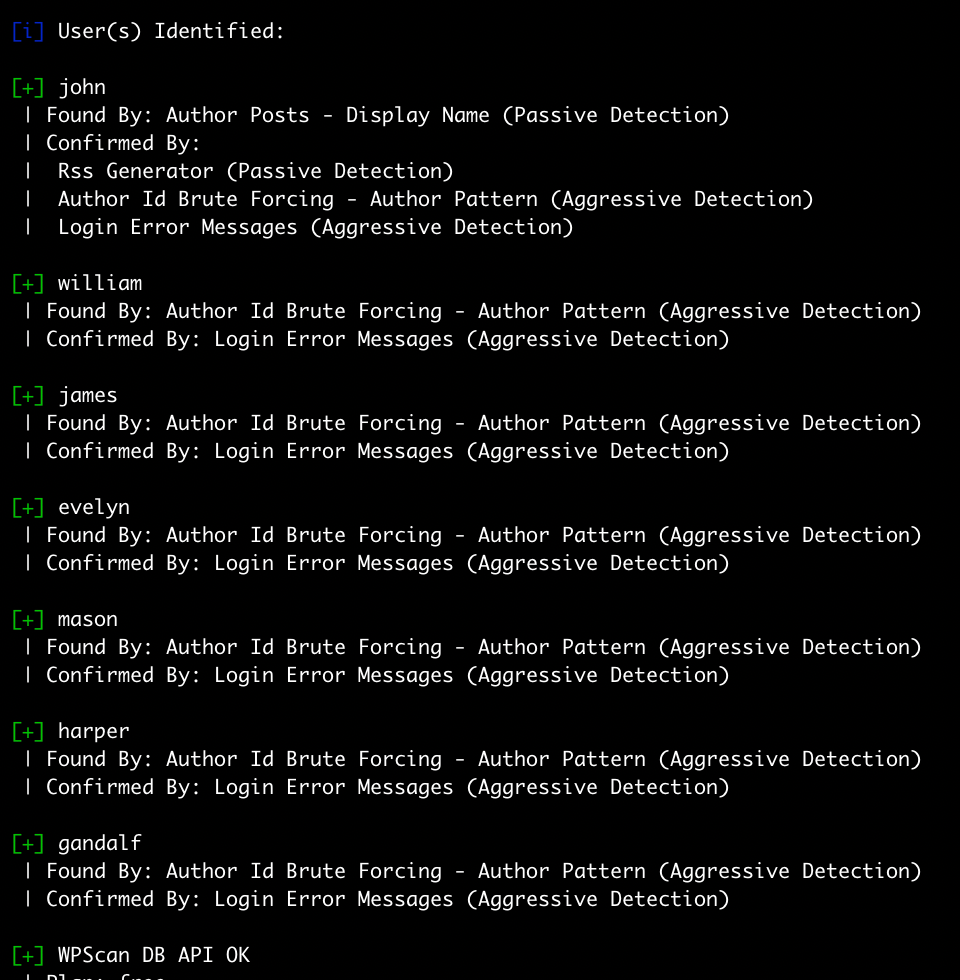 [i] User(s) Identified:
[+] john
| Found By: Author Posts - Display Name (Passive Detection)
| Confirmed By:
|  Rss Generator (Passive Detection)
|  Author Id Brute Forcing - Author Pattern (Aggressive Detection)
|  Login Error Messages (Aggressive Detection)
[+] william
| Found By: Author Id Brute Forcing - Author Pattern (Aggressive Detection)
| Confirmed By: Login Error Messages (Aggressive Detection)
[+] james
| Found By: Author Id Brute Forcing - Author Pattern (Aggressive Detection)
| Confirmed By: Login Error Messages (Aggressive Detection)
[+] evelyn
| Found By: Author Id Brute Forcing - Author Pattern (Aggressive Detection)
| Confirmed By: Login Error Messages (Aggressive Detection)
[+] mason
| Found By: Author Id Brute Forcing - Author Pattern (Aggressive Detection)
| Confirmed By: Login Error Messages (Aggressive Detection)
[+] harper
| Found By: Author Id Brute Forcing - Author Pattern (Aggressive Detection)
| Confirmed By: Login Error Messages (Aggressive Detection)
[+] gandalf
| Found By: Author Id Brute Forcing - Author Pattern (Aggressive Detection)
| Confirmed By: Login Error Messages (Aggressive Detection)
[+] WPScan DB API OK
| Plan: free